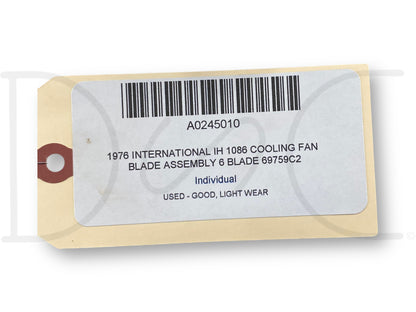 A0245010
1976 INTERNATIONAL IH 1086 COOLING FAN
BLADE ASSEMBLY 6 BLADE 69759C2
Individual
USED - GOOD, LIGHT WEAR